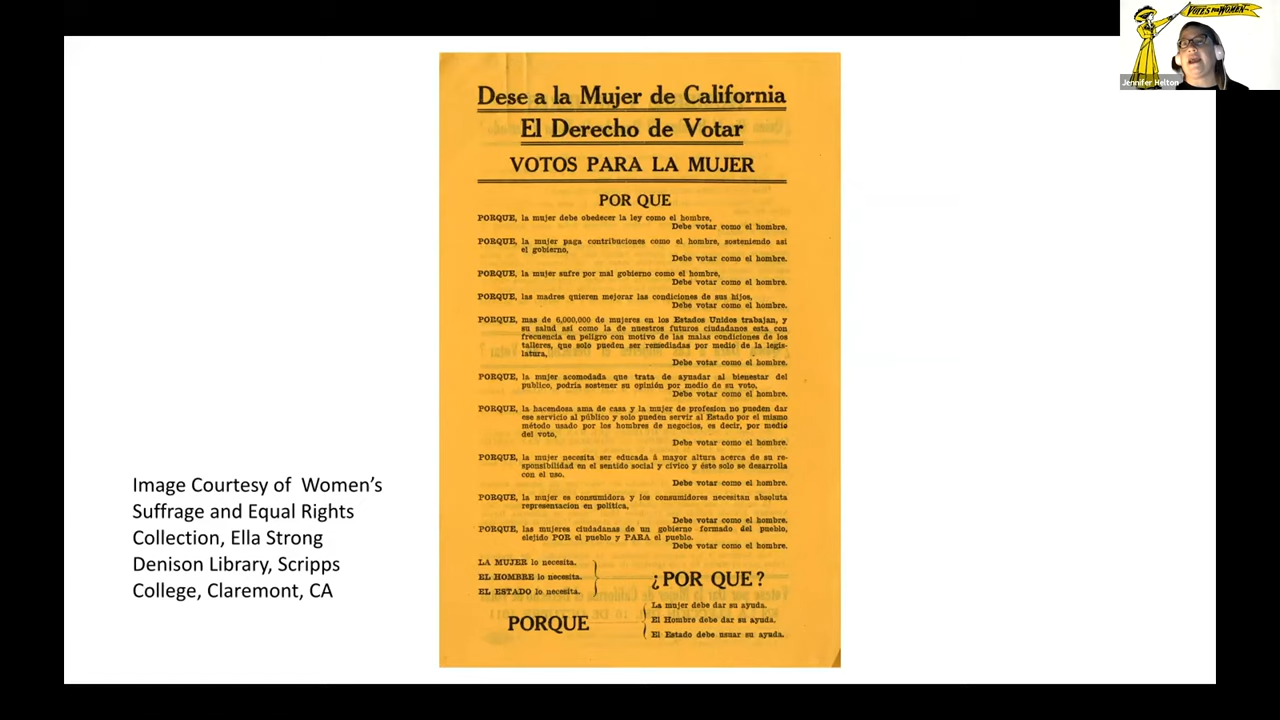 VOTES FOR WOMEN
Jennifer Helton
Dese a la Mujer de California
El Derecho de Votar
VOTOS PARA LA MUJER
POR QUE
PORQUE, la mujer debe obedecer la ley como el hombre,
Debe votar como el hombre.
PORQUE, la mujer paga contribuciones como el hombre, sosteniendo asi
el gobierno,
Debe votar como el hombre.
PORQUE, la mujer sufre por mal gobierno como el hombre,
Debe votar como el hombre.
PORQUE, las madres quieren mejorar las condiciones de sus hijos,
Debe votar como el hombre.
PORQUE, mas de 6,000,000 de mujeres en los Estados Unidos trabajan, y
su salud asi como la de nuestros futuros ciudadanos esta con
frecuencia en peligro con motivo de las malas condiciones de los
talleres, que solo pueden ser remediadas por medio de la legis-
latura,
Debe votar como el hombre.
PORQUE, la mujer acomodada que trata de ayudar al bienestar del
publico, podria sostener su opinión por medio de su voto,
Debe votar como el hombre.
PORQUE, la hacendosa ama de casa y la mujer de profesion no pueden dar
ese servicio al público y solo pueden servir al Estado por el mismo
método usado por los hombres de negocios, es decir, por medio
del voto,
Debe votar como el hombre.
PORQUE, la mujer necesita ser educada á mayor altura acerca de su re-
sponsibilidad en el sentido social y civico y éste solo se desarrolla
con el uso.
Debe votar como el hombre.
PORQUE, la mujer es consumidora y los consumidores necesitan absoluta
representacion en politica,
Debe votar como el hombre.
PORQUE, las mujeres ciudadanas de un gobierno formado del pueblo,
elejido POR el pueblo y PARA el pueblo.
Debe votar como el hombre.
LA MUJER lo necesita.
EL HOMBRE lo necesita.
EL ESTADO lo necesita.
¿POR QUE?
PORQUE
La mujer debe dar su ayuda.
El Hombre debe dar su ayuda.
El Estado debe usuar su ayuda.
Image Courtesy of Women's
Suffrage and Equal Rights
Collection, Ella Strong
Denison Library, Scripps
College, Claremont, CA